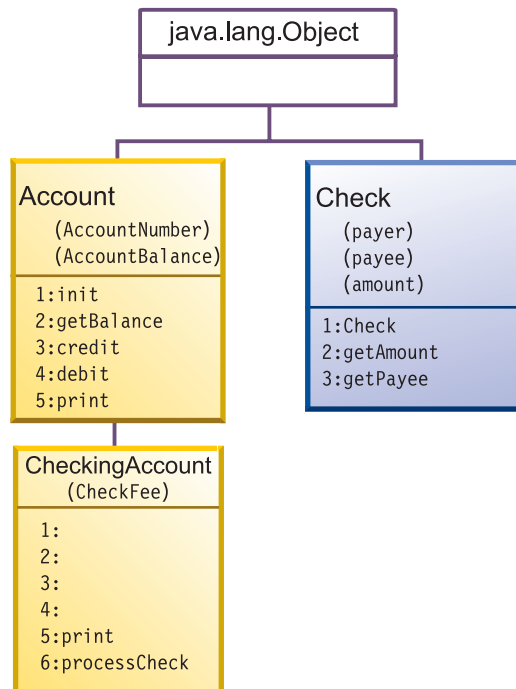 java.lang.Object
Account
(AccountNumber)
(AccountBalance)
1:init
2:getBalance
3:credit
4:debit
5:print
Check
(payer)
(payee)
(amount)
1:Check
2:getAmount
3:getPayee
CheckingAccount
(CheckFee)
1:
2:
3:
4:
5:print
6:processCheck